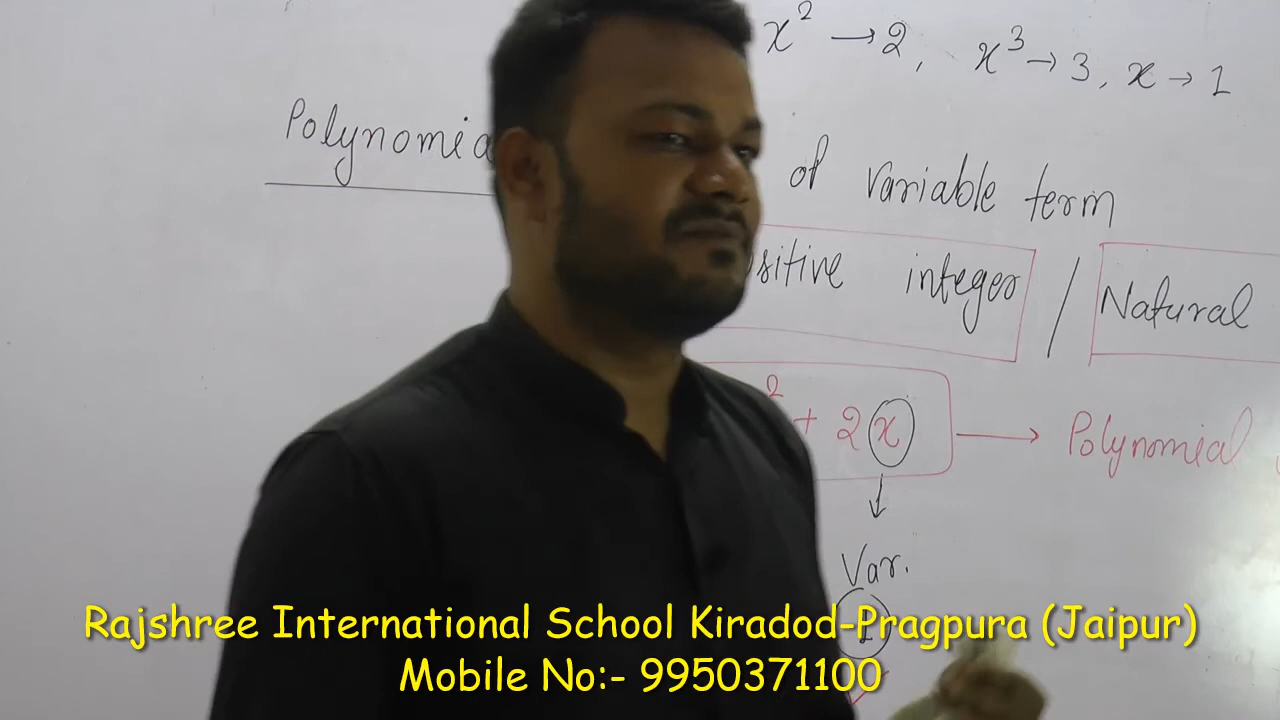 x² → 2, x³ → 3, x → 1
Polynomia
of variable term
sitive integer / Natural
2 + 2x → Polynomial
Var.
Rajshree International School Kiradod-Pragpura (Jaipur)
Mobile No:- 9950371100